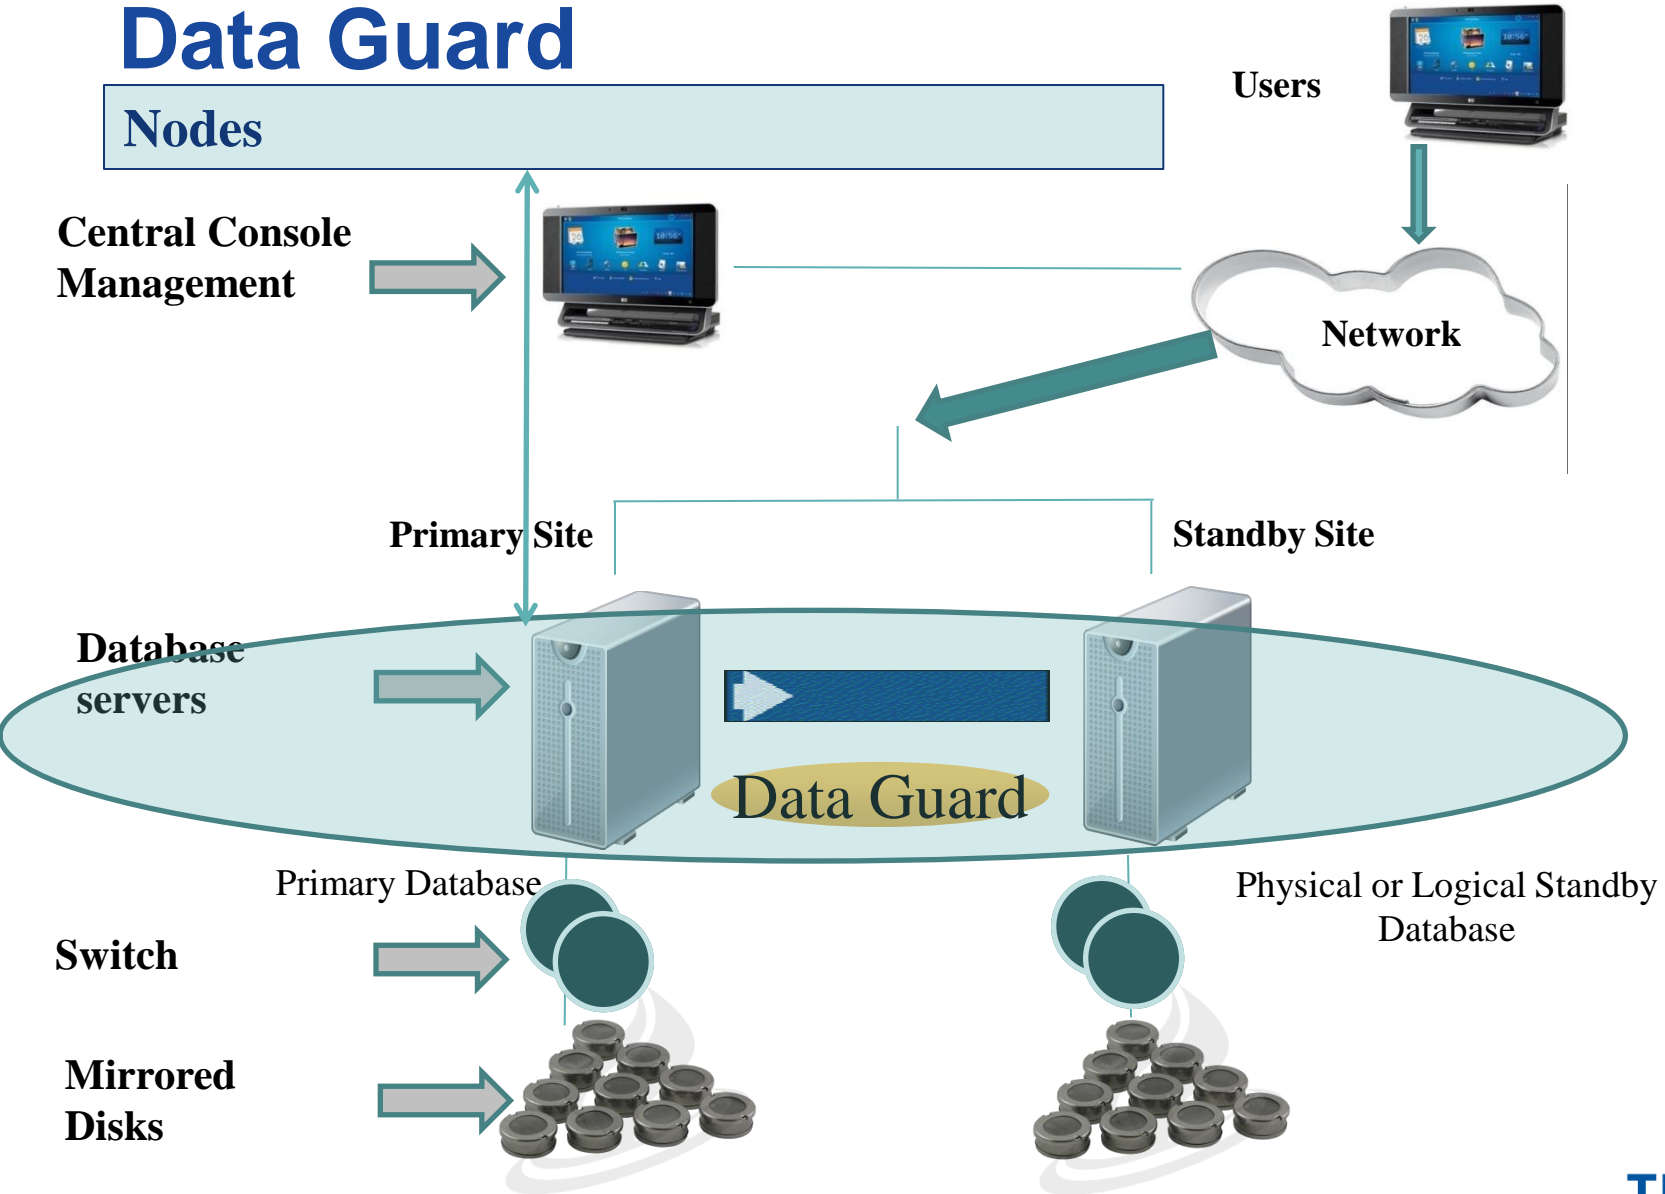 Data Guard
Nodes
Users
Central Console
Management
Network
Primary Site
Standby Site
Database
servers
Data Guard
Primary Database
Physical or Logical Standby
Database
Switch
Mirrored
Disks